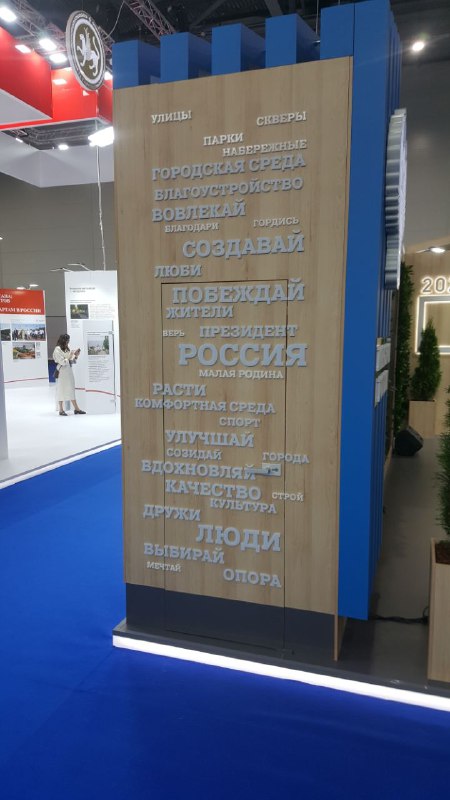 УЛИЦЫ СКВЕРЫ
ПАРКИ
НАБЕРЕЖНЫЕ
ГОРОДСКАЯ СРЕДА
БЛАГОУСТРОЙСТВО
ВОВЛЕКАЙ
БЛАГОДАРИ ГОРДИСЬ
СОЗДАВАЙ
ЛЮБИ
ПОБЕЖДАЙ
ЖИТЕЛИ
ВЕРЬ ПРЕЗИДЕНТ
РОССИЯ
МАЛАЯ РОДИНА
РАСТИ
КОМФОРТНАЯ СРЕДА
СПОРТ
УЛУЧШАЙ
СОЗИДАЙ ГОРОДА
ВДОХНОВЛЯЙ
КАЧЕСТВО СТРОЙ
КУЛЬТУРА
ДРУЖИ
ЛЮДИ
ВЫБИРАЙ
МЕЧТАЙ
ОПОРА
20